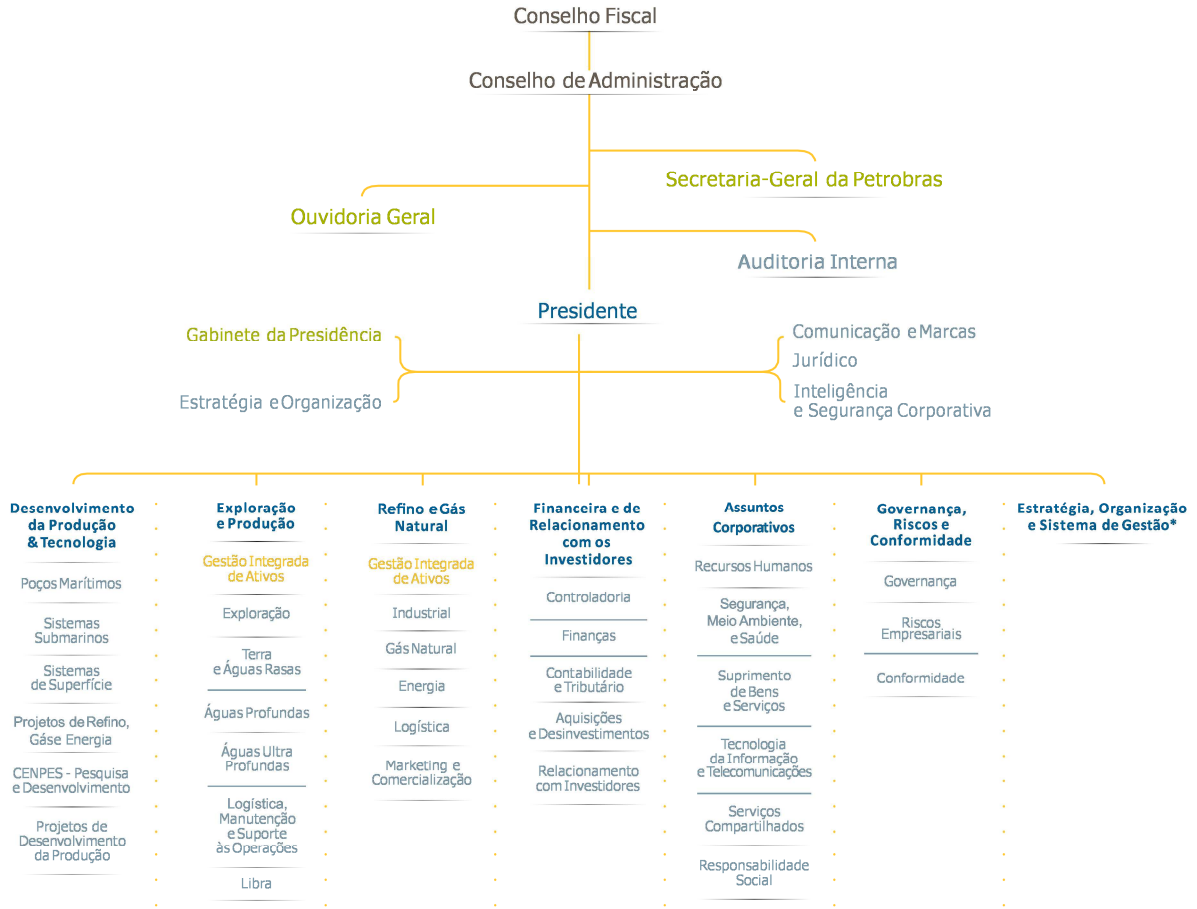 Conselho Fiscal
Conselho de Administração
Secretaria-Geral da Petrobras
Ouvidoria Geral
Auditoria Interna
Presidente
Gabinete da Presidência
Estratégia e Organização
Comunicação e Marcas
Jurídico
Inteligência
e Segurança Corporativa
Desenvolvimento
da Produção
& Tecnologia
Poços Marítimos
Sistemas
Submarinos
Sistemas
de Superfície
Projetos de Refino,
Gás e Energia
CENPES - Pesquisa
e Desenvolvimento
Projetos de
Desenvolvimento
da Produção
Exploração
e Produção
Gestão Integrada
de Ativos
Exploração
Terra
e Águas Rasas
Águas Profundas
Águas Ultra
Profundas
Logística,
Manutenção
e Suporte
às Operações
Libra
Refino e Gás
Natural
Gestão Integrada
de Ativos
Industrial
Gás Natural
Energia
Logística
Marketing e
Comercialização
Financeira e de
Relacionamento
com os
Investidores
Controladoria
Finanças
Contabilidade
e Tributário
Aquisições
e Desinvestimentos
Relacionamento
com Investidores
Assuntos
Corporativos
Recursos Humanos
Segurança,
Meio Ambiente,
e Saúde
Suprimento
de Bens
e Serviços
Tecnologia
da Informação
e Telecomunicações
Serviços
Compartilhados
Responsabilidade
Social
Governança,
Riscos e
Conformidade
Governança
Riscos
Empresariais
Conformidade
Estratégia, Organização
e Sistema de Gestão*